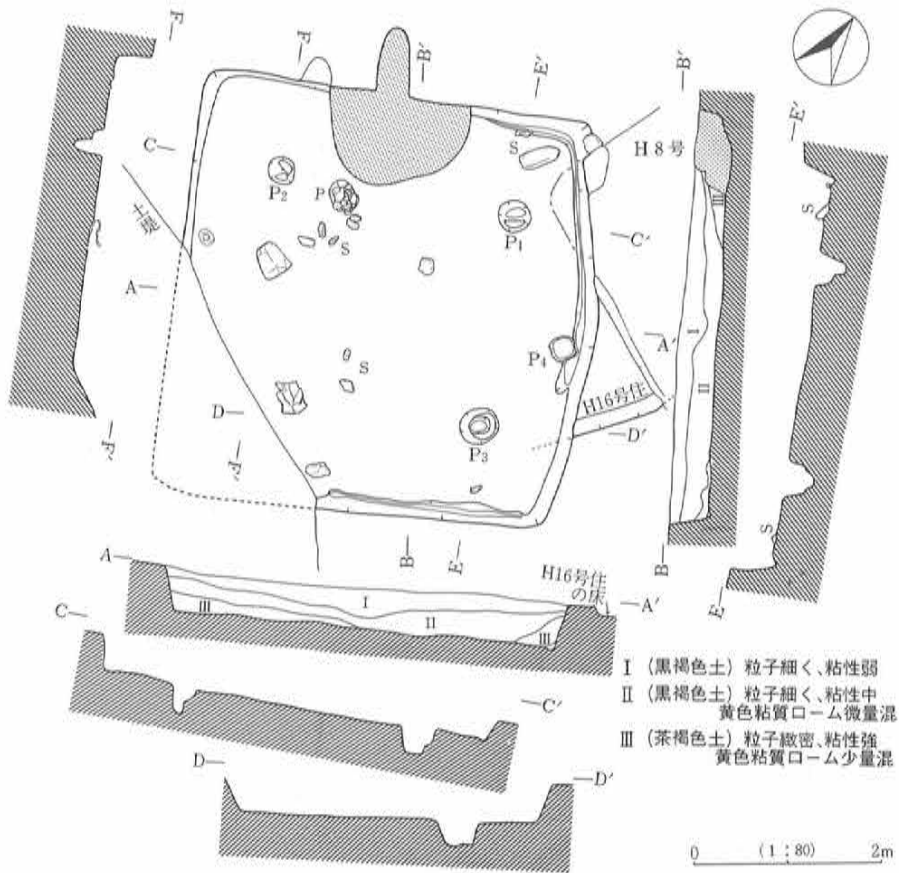 F
F
B'
E'
B'
E'
H 8号
C
P2
P
S
P1
S
Ⅲ
S
C'
攪土
A
A'
Ⅰ
P4
S
Ⅱ
H16号住
D
D'
F'
F'
P3
S
B
E
B
E
A
H16号住
の床
A'
Ⅰ
Ⅱ
Ⅲ
Ⅲ
C
C'
D
D'
Ⅰ (黒褐色土) 粒子細く、粘性弱
Ⅱ (黒褐色土) 粒子細く、粘性中
黄色粘質ローム微量混
Ⅲ (茶褐色土) 粒子緻密、粘性強
黄色粘質ローム少量混
0 (1:80) 2m